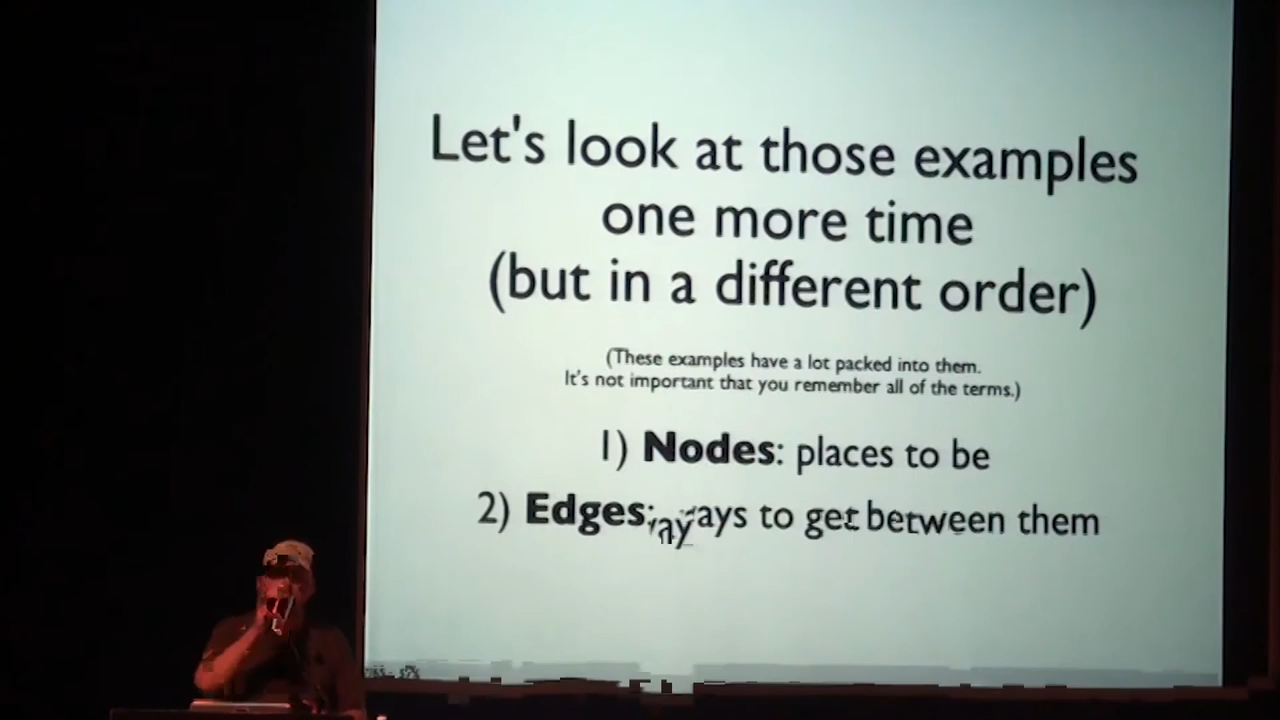 Let's look at those examples
one more time
(but in a different order)
(These examples have a lot packed into them.
It's not important that you remember all of the terms.)
1) Nodes: places to be
2) Edges: ways to get between them